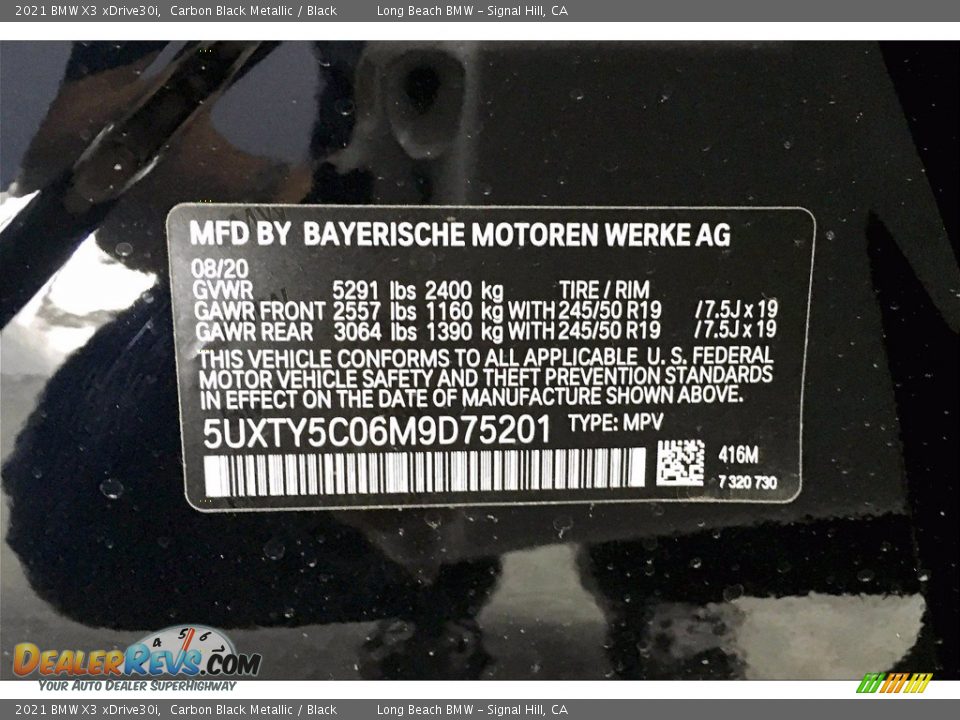 2021 BMW X3 xDrive30i, Carbon Black Metallic / Black Long Beach BMW - Signal Hill, CA
MFD BY BAYERISCHE MOTOREN WERKE AG
08/20
GVWR 5291 lbs 2400 kg TIRE / RIM
GAWR FRONT 2557 lbs 1160 kg WITH 245/50 R19 /7.5J x 19
GAWR REAR 3064 lbs 1390 kg WITH 245/50 R19 /7.5J x 19
THIS VEHICLE CONFORMS TO ALL APPLICABLE U. S. FEDERAL
MOTOR VEHICLE SAFETY AND THEFT PREVENTION STANDARDS
IN EFFECT ON THE DATE OF MANUFACTURE SHOWN ABOVE.
5UXTY5C06M9D75201 TYPE: MPV
416M
7 320 730
4 5 6
DEALERREVS.COM
YOUR AUTO DEALER SUPERHIGHWAY
2021 BMW X3 xDrive30i, Carbon Black Metallic / Black Long Beach BMW - Signal Hill, CA